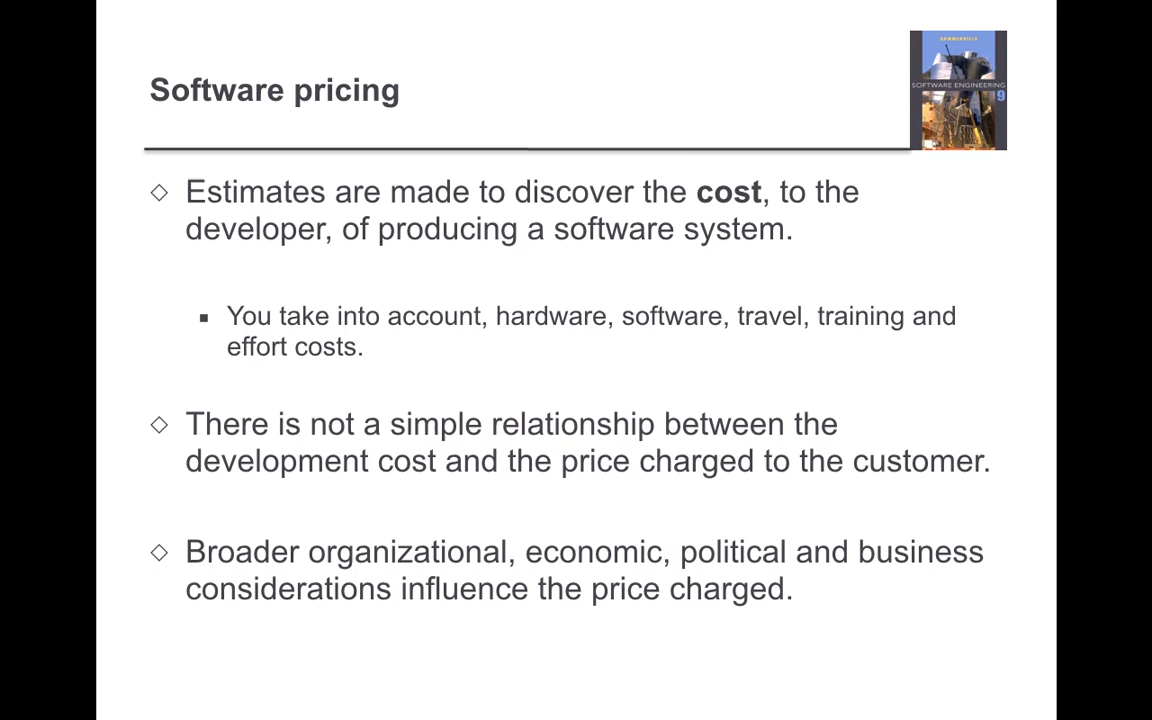 SOMMERVILLE
SOFTWARE ENGINEERING
9
Software pricing
Estimates are made to discover the cost, to the
developer, of producing a software system.
You take into account, hardware, software, travel, training and
effort costs.
There is not a simple relationship between the
development cost and the price charged to the customer.
Broader organizational, economic, political and business
considerations influence the price charged.